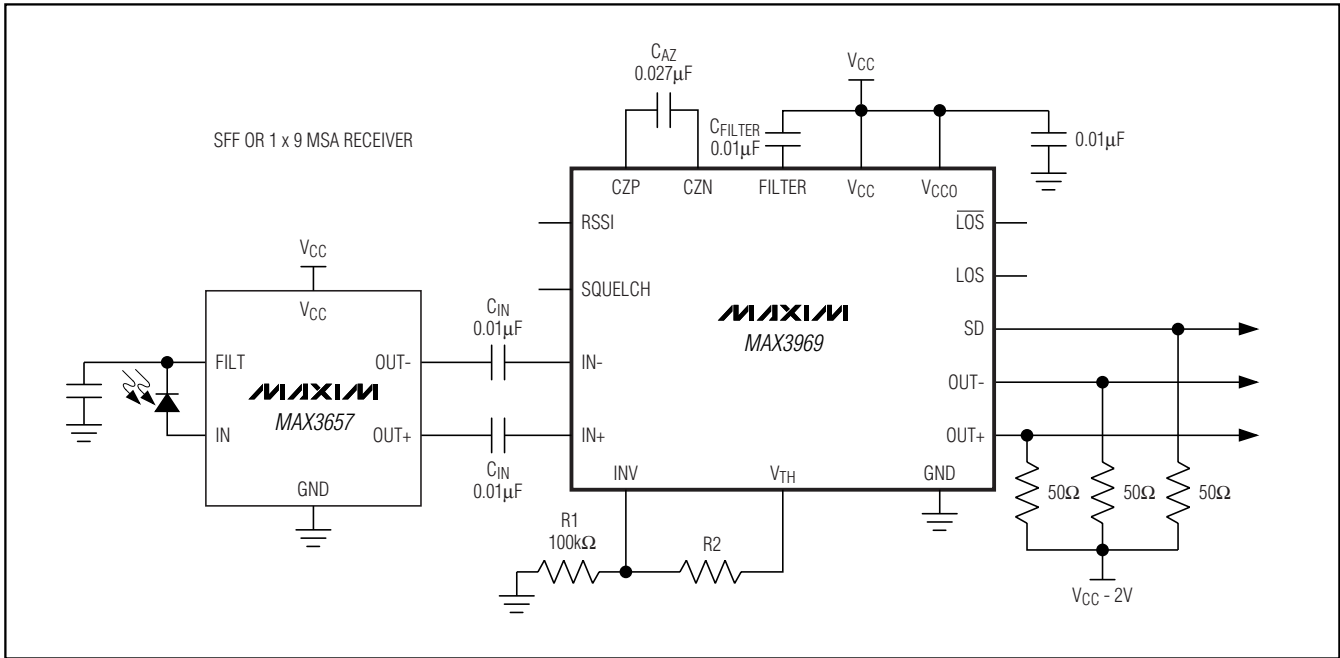 SFF OR 1 x 9 MSA RECEIVER
CAZ
0.027µF
CFILTER
0.01µF
VCC
0.01µF
CZP
CZN
FILTER
VCC
VCCO
RSSI
SQUELCH
IN-
IN+
INV
VTH
GND
L̅O̅S̅
LOS
SD
OUT-
OUT+
MAXIM
MAX3969
VCC
VCC
FILT
IN
OUT-
OUT+
GND
MAXIM
MAX3657
CIN
0.01µF
CIN
0.01µF
R1
100kΩ
R2
50Ω
50Ω
50Ω
VCC - 2V